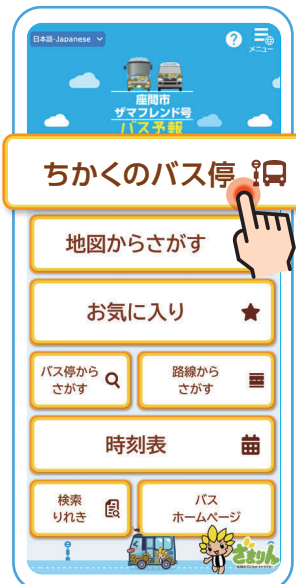 日本語-Japanese
?
メニュー
座間市
ザマフレンド号
バス予報
ちかくのバス停
地図からさがす
お気に入り
バス停から
さがす
路線から
さがす
時刻表
検索
りれき
バス
ホームページ
ざまりん